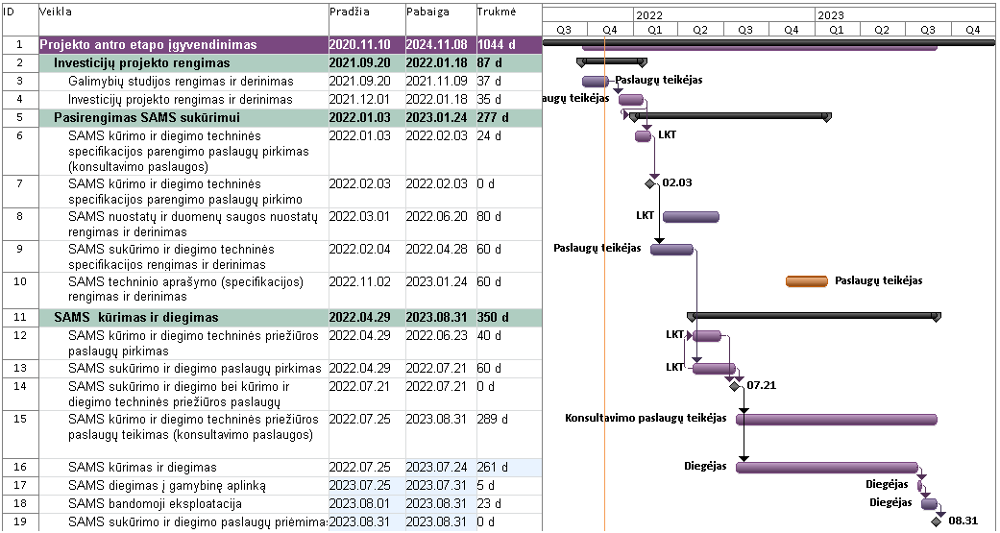 ID Veikla Pradžia Pabaiga Trukmė
2022 2023
Q3 Q4 Q1 Q2 Q3 Q4 Q1 Q2 Q3 Q4
1 Projekto antro etapo įgyvendinimas 2020.11.10 2024.11.08 1044 d
2 Investicijų projekto rengimas 2021.09.20 2022.01.18 87 d
3 Galimybių studijos rengimas ir derinimas 2021.09.20 2021.11.09 37 d Paslaugų teikėjas
4 Investicijų projekto rengimas ir derinimas 2021.12.01 2022.01.18 35 d augų teikėjas
5 Pasirengimas SAMS sukūrimui 2022.01.03 2023.01.24 277 d
6 SAMS kūrimo ir diegimo techninės 2022.01.03 2022.02.03 24 d LKT
specifikacijos parengimo paslaugų pirkimas
(konsultavimo paslaugos)
7 SAMS kūrimo ir diegimo techninės 2022.02.03 2022.02.03 0 d 02.03
specifikacijos parengimo paslaugų pirkimo
8 SAMS nuostatų ir duomenų saugos nuostatų 2022.03.01 2022.06.20 80 d LKT
rengimas ir derinimas
9 SAMS sukūrimo ir diegimo techninės 2022.02.04 2022.04.28 60 d Paslaugų teikėjas
specifikacijos rengimas ir derinimas
10 SAMS techninio aprašymo (specifikacijos) 2022.11.02 2023.01.24 60 d Paslaugų teikėjas
rengimas ir derinimas
11 SAMS kūrimas ir diegimas 2022.04.29 2023.08.31 350 d
12 SAMS kūrimo ir diegimo techninės priežiūros 2022.04.29 2022.06.23 40 d LKT
paslaugų pirkimas
13 SAMS sukūrimo ir diegimo paslaugų pirkimas 2022.04.29 2022.07.21 60 d LKT
14 SAMS sukūrimo ir diegimo bei kūrimo ir 2022.07.21 2022.07.21 0 d 07.21
diegimo techninės priežiūros paslaugų
15 SAMS kūrimo ir diegimo techninės priežiūros 2022.07.25 2023.08.31 289 d Konsultavimo paslaugų teikėjas
paslaugų teikimas (konsultavimo paslaugos)
16 SAMS kūrimas ir diegimas 2022.07.25 2023.07.24 261 d Diegėjas
17 SAMS diegimas į gamybinę aplinką 2023.07.25 2023.07.31 5 d Diegėjas
18 SAMS bandomoji eksploatacija 2023.08.01 2023.08.31 23 d Diegėjas
19 SAMS sukūrimo ir diegimo paslaugų priėmimas 2023.08.31 2023.08.31 0 d 08.31